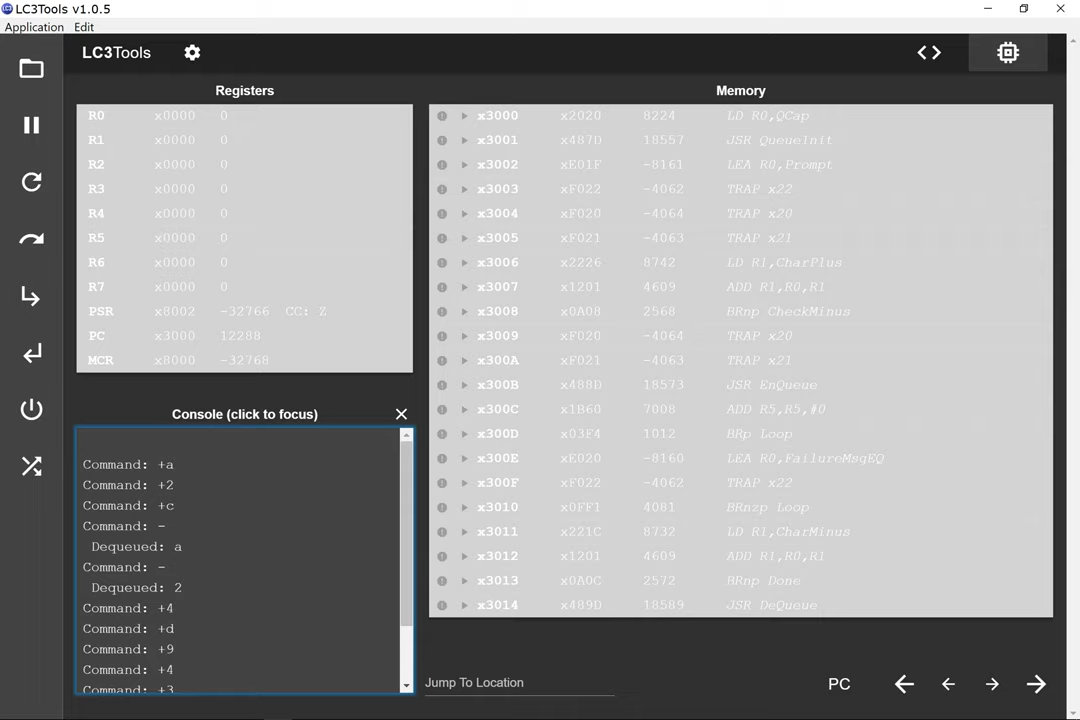 LC3Tools v1.0.5
Application Edit
LC3Tools
Registers
R0 x0000 0
R1 x0000 0
R2 x0000 0
R3 x0000 0
R4 x0000 0
R5 x0000 0
R6 x0000 0
R7 x0000 0
PSR x8002 -32766 CC: Z
PC x3000 12288
MCR x8000 -32768
Console (click to focus)
Command: +a
Command: +2
Command: +c
Command: -
Dequeued: a
Command: -
Dequeued: 2
Command: +4
Command: +d
Command: +9
Command: +4
Command: +3
Memory
x3000 x2020 8224 LD R0,QCap
x3001 x487D 18557 JSR QueueInit
x3002 xE01F -8161 LEA R0,Prompt
x3003 xF022 -4062 TRAP x22
x3004 xF020 -4064 TRAP x20
x3005 xF021 -4063 TRAP x21
x3006 x2226 8742 LD R1,CharPlus
x3007 x1201 4609 ADD R1,R0,R1
x3008 x0A08 2568 BRnp CheckMinus
x3009 xF020 -4064 TRAP x20
x300A xF021 -4063 TRAP x21
x300B x488D 18573 JSR EnQueue
x300C x1B60 7008 ADD R5,R5,#0
x300D x03F4 1012 BRp Loop
x300E xE020 -8160 LEA R0,FailureMsgEQ
x300F xF022 -4062 TRAP x22
x3010 x0FF1 4081 BRnzp Loop
x3011 x221C 8732 LD R1,CharMinus
x3012 x1201 4609 ADD R1,R0,R1
x3013 x0A0C 2572 BRnp Done
x3014 x489D 18589 JSR DeQueue
Jump To Location
PC